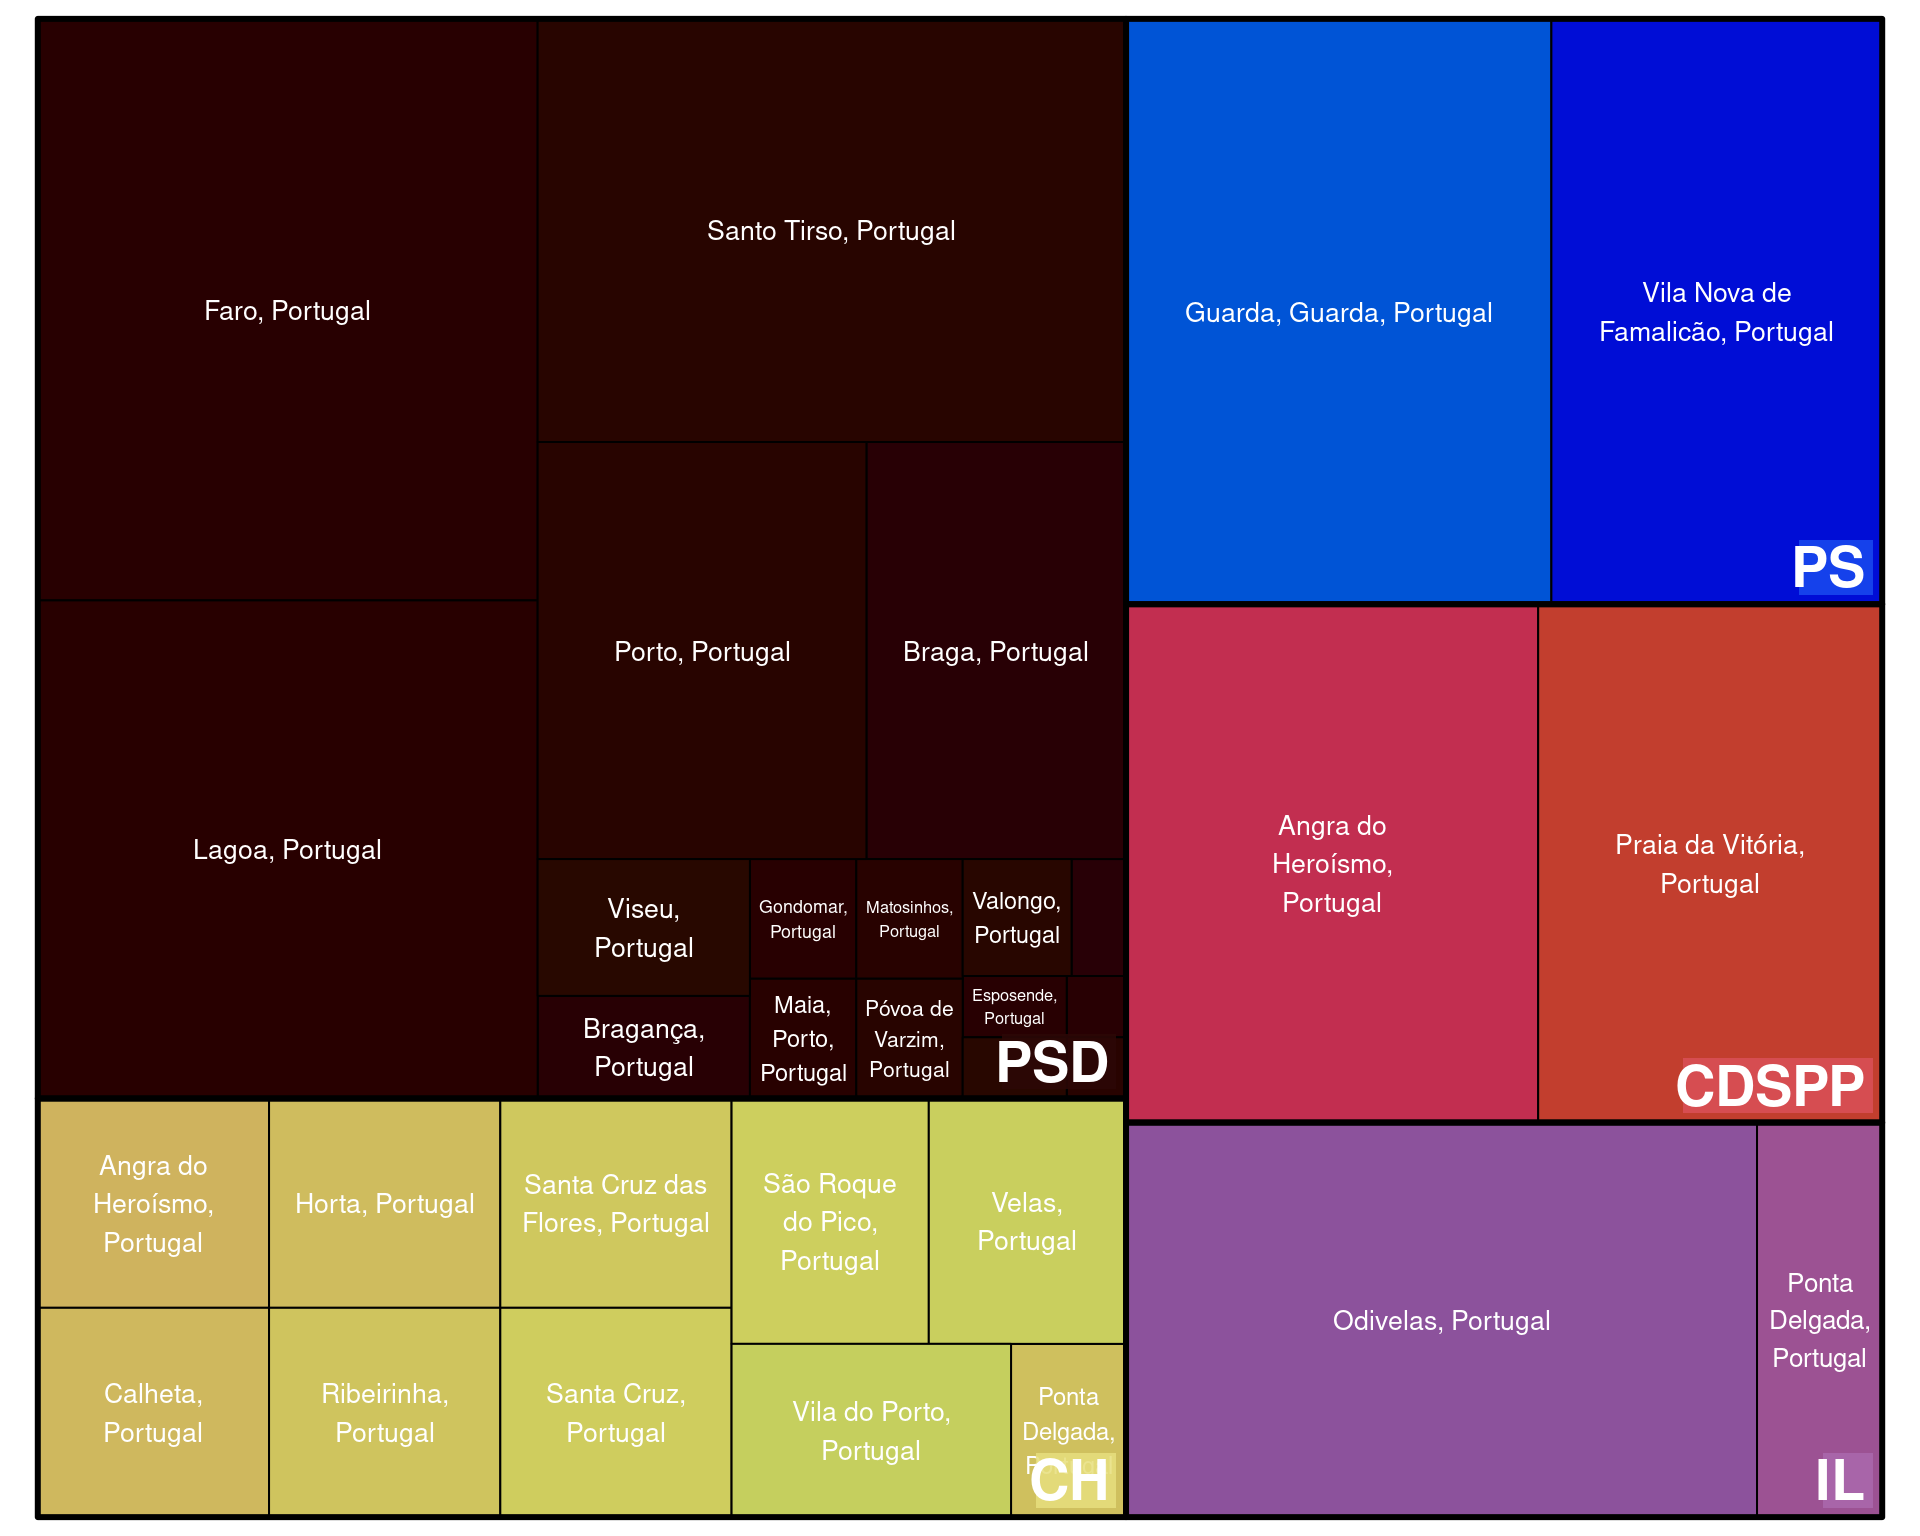 Faro, Portugal
Santo Tirso, Portugal
Guarda, Guarda, Portugal
Vila Nova de
Famalicão, Portugal
PS
Lagoa, Portugal
Porto, Portugal
Braga, Portugal
Viseu,
Portugal
Bragança,
Portugal
Gondomar,
Portugal
Matosinhos,
Portugal
Valongo,
Portugal
Maia,
Porto,
Portugal
Póvoa de
Varzim,
Portugal
Esposende,
Portugal
PSD
Angra do
Heroísmo,
Portugal
Praia da Vitória,
Portugal
CDSPP
Angra do
Heroísmo,
Portugal
Horta, Portugal
Santa Cruz das
Flores, Portugal
São Roque
do Pico,
Portugal
Velas,
Portugal
Calheta,
Portugal
Ribeirinha,
Portugal
Santa Cruz,
Portugal
Vila do Porto,
Portugal
Ponta
Delgada,
CH
Odivelas, Portugal
Ponta
Delgada,
Portugal
IL